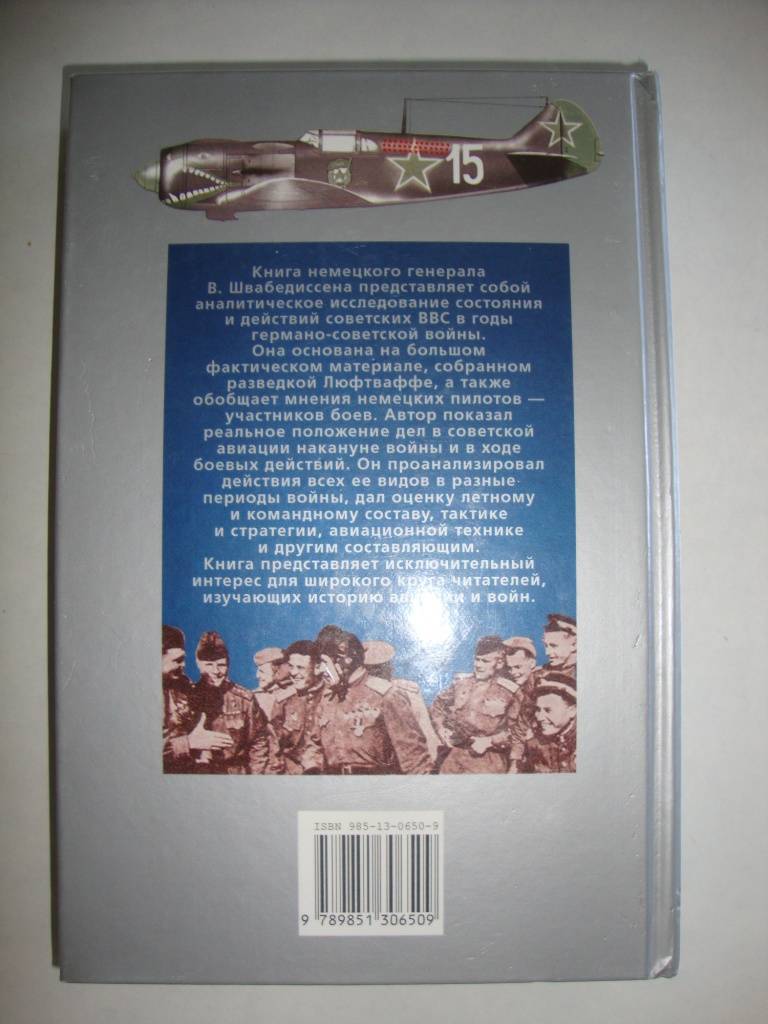 15
Книга немецкого генерала
В. Швабедиссена представляет собой
аналитическое исследование состояния
и действий советских ВВС в годы
германо-советской войны.
Она основана на большом
фактическом материале, собранном
разведкой Люфтваффе, а также
обобщает мнения немецких пилотов —
участников боев. Автор показал
реальное положение дел в советской
авиации накануне войны и в ходе
боевых действий. Он проанализировал
действия всех ее видов в разные
периоды войны, дал оценку летному
и командному составу, тактике
и стратегии, авиационной технике
и другим составляющим.
Книга представляет исключительный
интерес для широкого круга читателей,
изучающих историю авиации и войн.
ISBN 985-13-0650-9
9 789851 306509